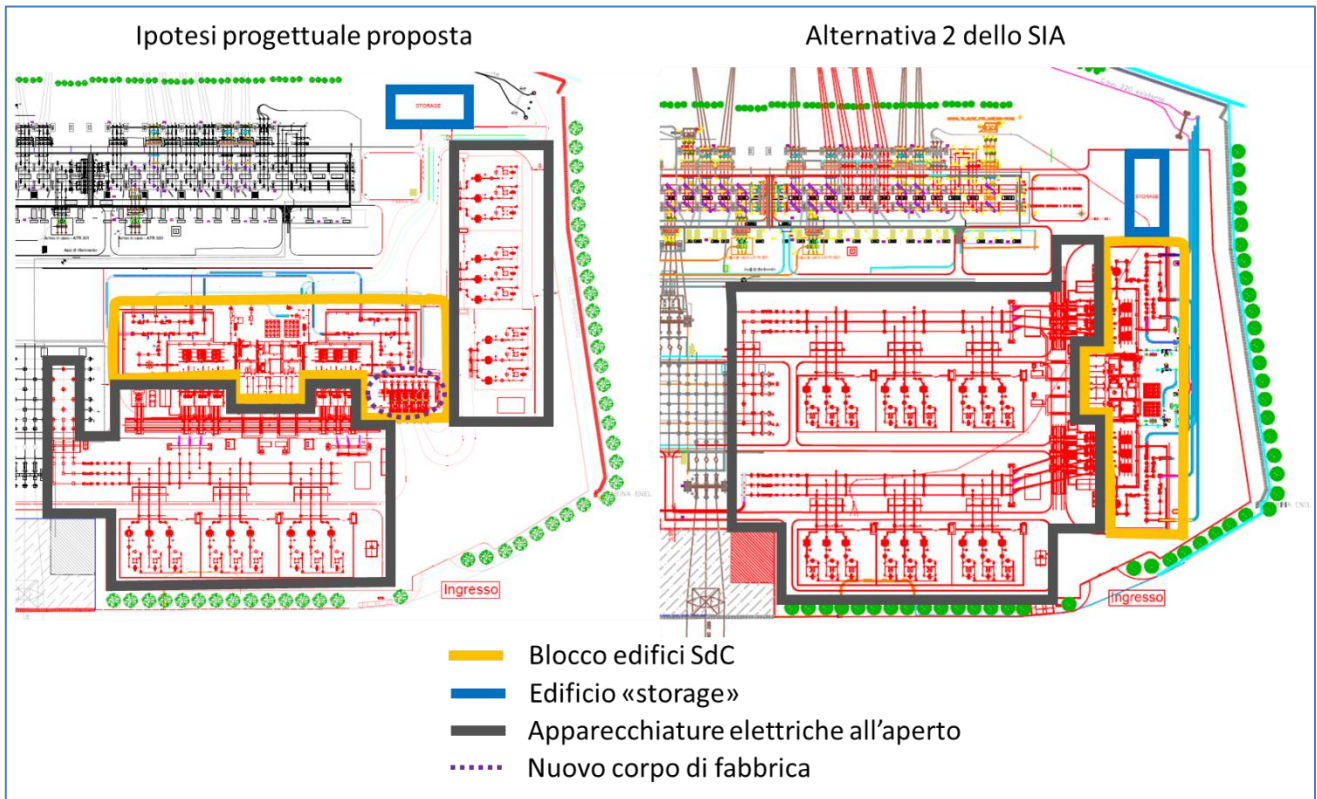 Ipotesi progettuale proposta
Alternativa 2 dello SIA
STORAGE
STORAGE
Ingresso
Ingresso
Blocco edifici SdC
Edificio «storage»
Apparecchiature elettriche all’aperto
Nuovo corpo di fabbrica